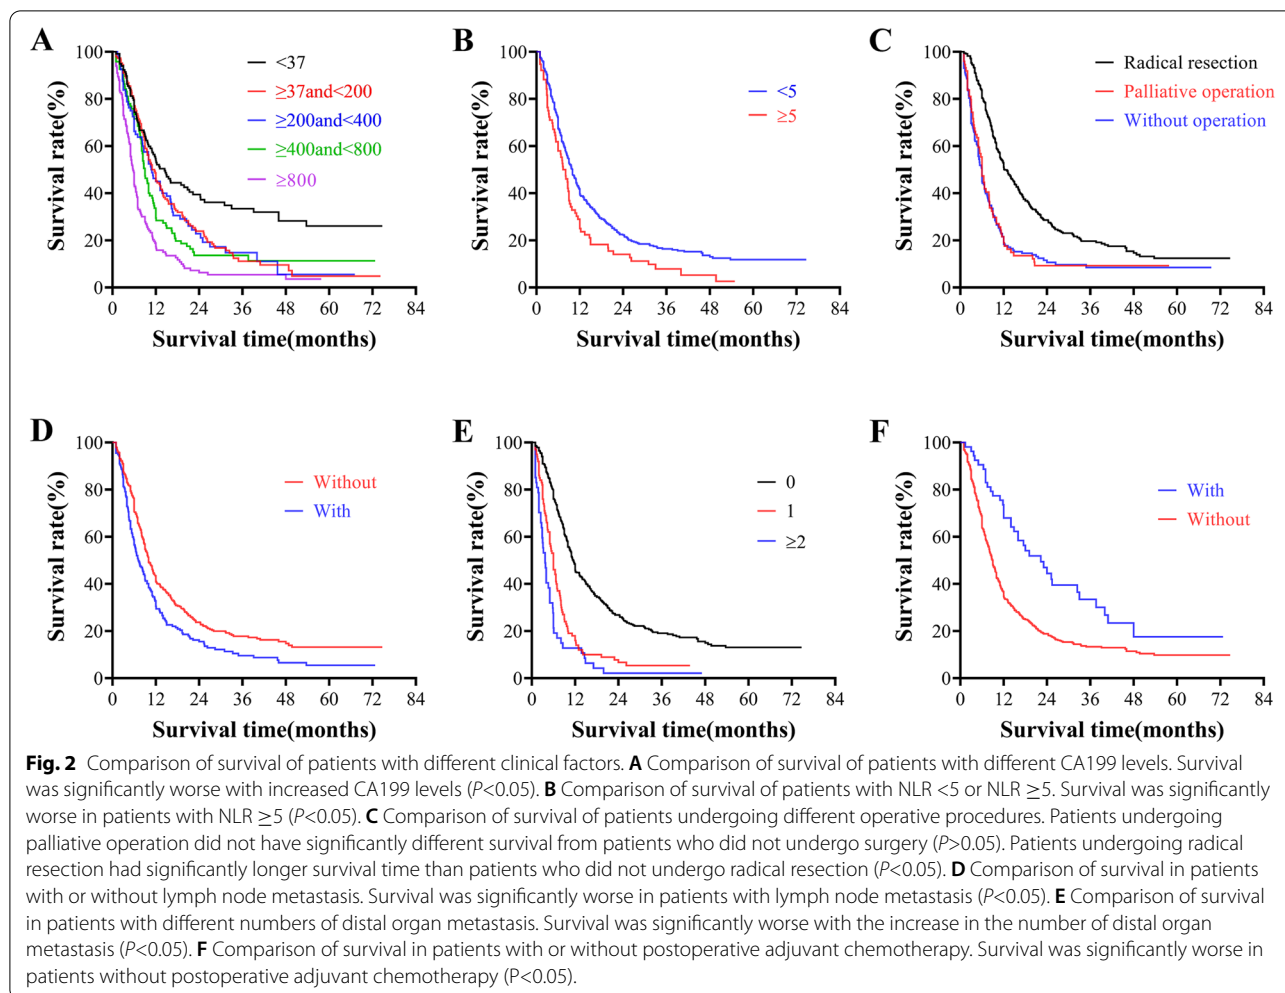 A
100
80
60
40
20
0
0 12 24 36 48 60 72 84
Survival rate(%)
Survival time(months)
<37
≥37and<200
≥200and<400
≥400and<800
≥800
B
100
80
60
40
20
0
0 12 24 36 48 60 72 84
Survival rate(%)
Survival time(months)
<5
≥5
C
100
80
60
40
20
0
0 12 24 36 48 60 72 84
Survival rate(%)
Survival time(months)
Radical resection
Palliative operation
Without operation
D
100
80
60
40
20
0
0 12 24 36 48 60 72 84
Survival rate(%)
Survival time(months)
Without
With
E
100
80
60
40
20
0
0 12 24 36 48 60 72 84
Survival rate(%)
Survival time(months)
0
1
≥2
F
100
80
60
40
20
0
0 12 24 36 48 60 72 84
Survival rate(%)
Survival time(months)
With
Without
Fig. 2 Comparison of survival of patients with different clinical factors. A Comparison of survival of patients with different CA199 levels. Survival
was significantly worse with increased CA199 levels (P<0.05). B Comparison of survival of patients with NLR <5 or NLR ≥5. Survival was significantly
worse in patients with NLR ≥5 (P<0.05). C Comparison of survival of patients undergoing different operative procedures. Patients undergoing
palliative operation did not have significantly different survival from patients who did not undergo surgery (P>0.05). Patients undergoing radical
resection had significantly longer survival time than patients who did not undergo radical resection (P<0.05). D Comparison of survival in patients
with or without lymph node metastasis. Survival was significantly worse in patients with lymph node metastasis (P<0.05). E Comparison of survival
in patients with different numbers of distal organ metastasis. Survival was significantly worse with the increase in the number of distal organ
metastasis (P<0.05). F Comparison of survival in patients with or without postoperative adjuvant chemotherapy. Survival was significantly worse in
patients without postoperative adjuvant chemotherapy (P<0.05).